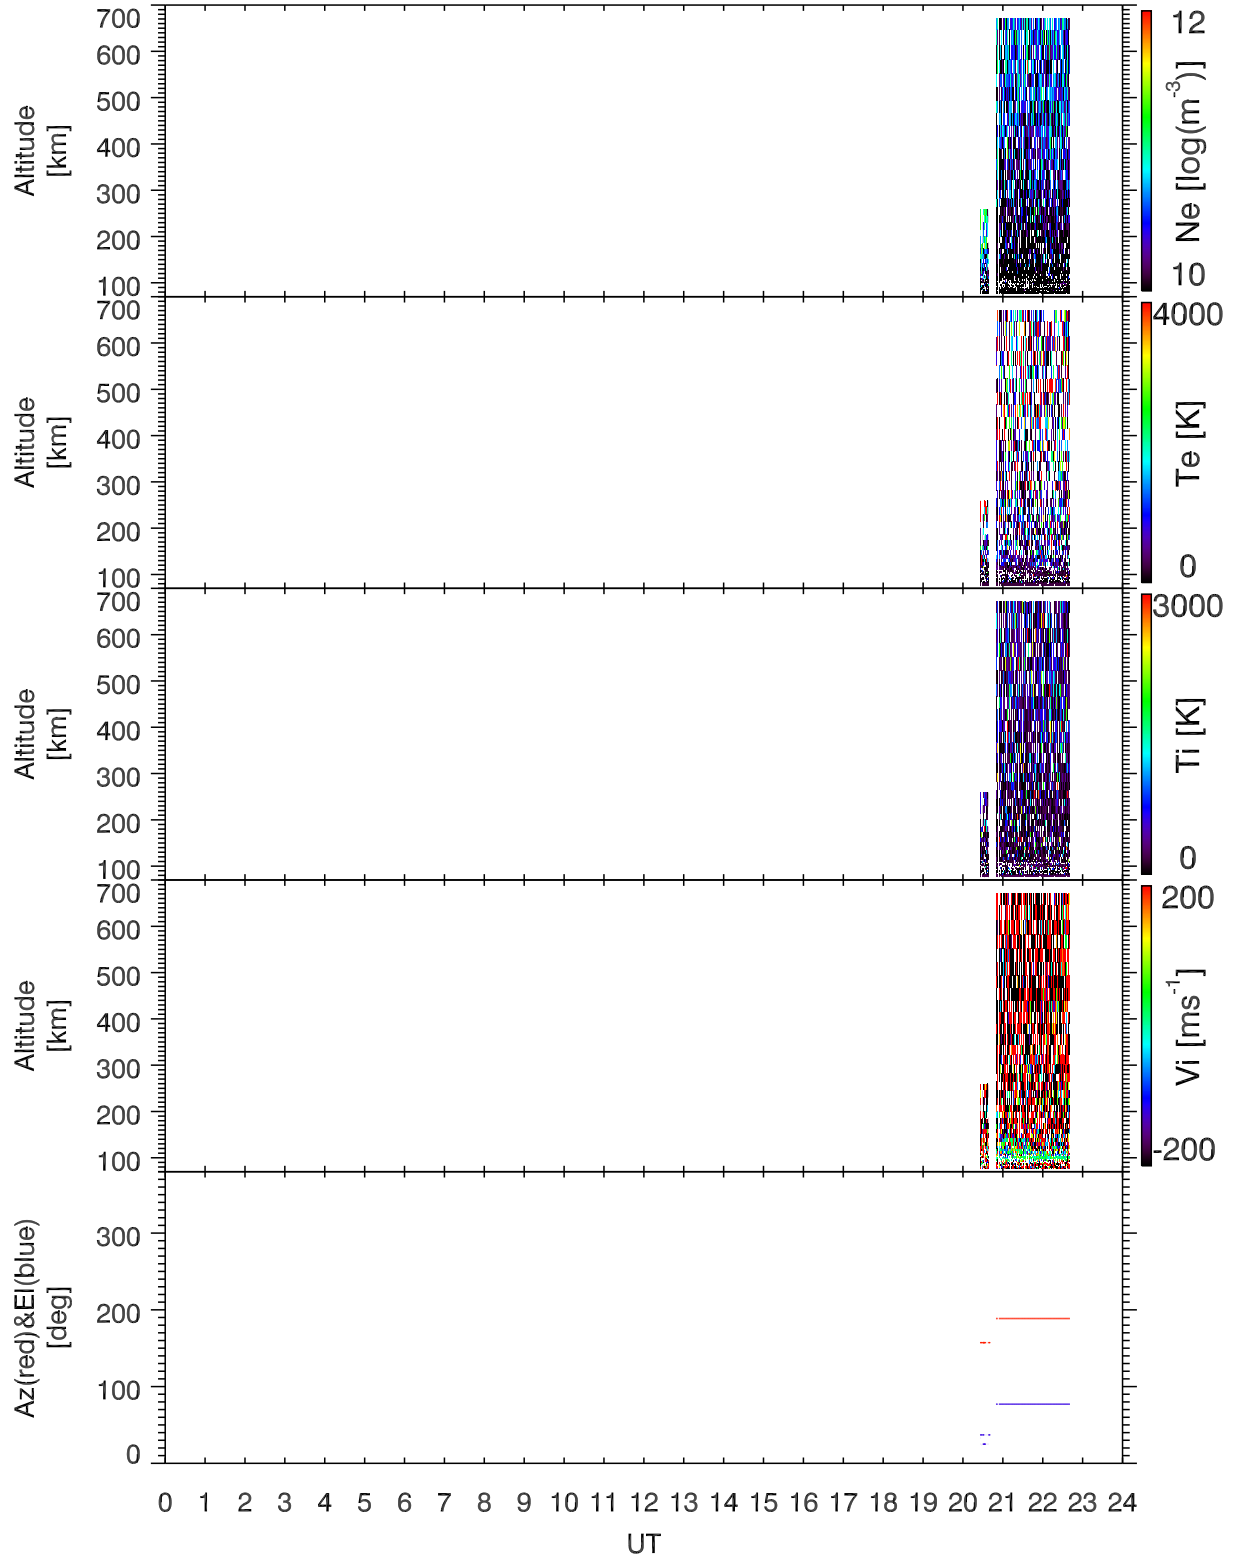 700
600
500
400
300
200
100
Altitude
[km]
12
Ne [log(m⁻³)]
10
700
600
500
400
300
200
100
Altitude
[km]
4000
Te [K]
0
700
600
500
400
300
200
100
Altitude
[km]
3000
Ti [K]
0
700
600
500
400
300
200
100
Altitude
[km]
200
Vi [ms⁻¹]
-200
300
200
100
0
Az(red)&El(blue)
[deg]
0 1 2 3 4 5 6 7 8 9 10 11 12 13 14 15 16 17 18 19 20 21 22 23 24
UT